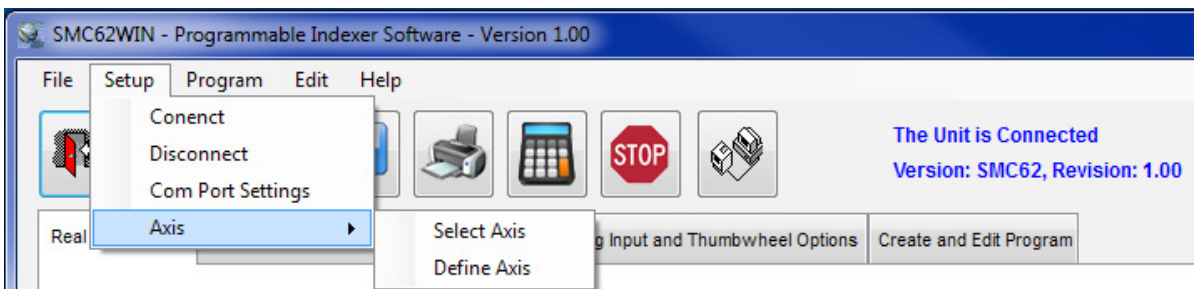 SMC62WIN - Programmable Indexer Software - Version 1.00
File Setup Program Edit Help
Conenct
Disconnect
Com Port Settings
Axis
Select Axis
Define Axis
STOP
The Unit is Connected
Version: SMC62, Revision: 1.00
Real
g Input and Thumbwheel Options
Create and Edit Program